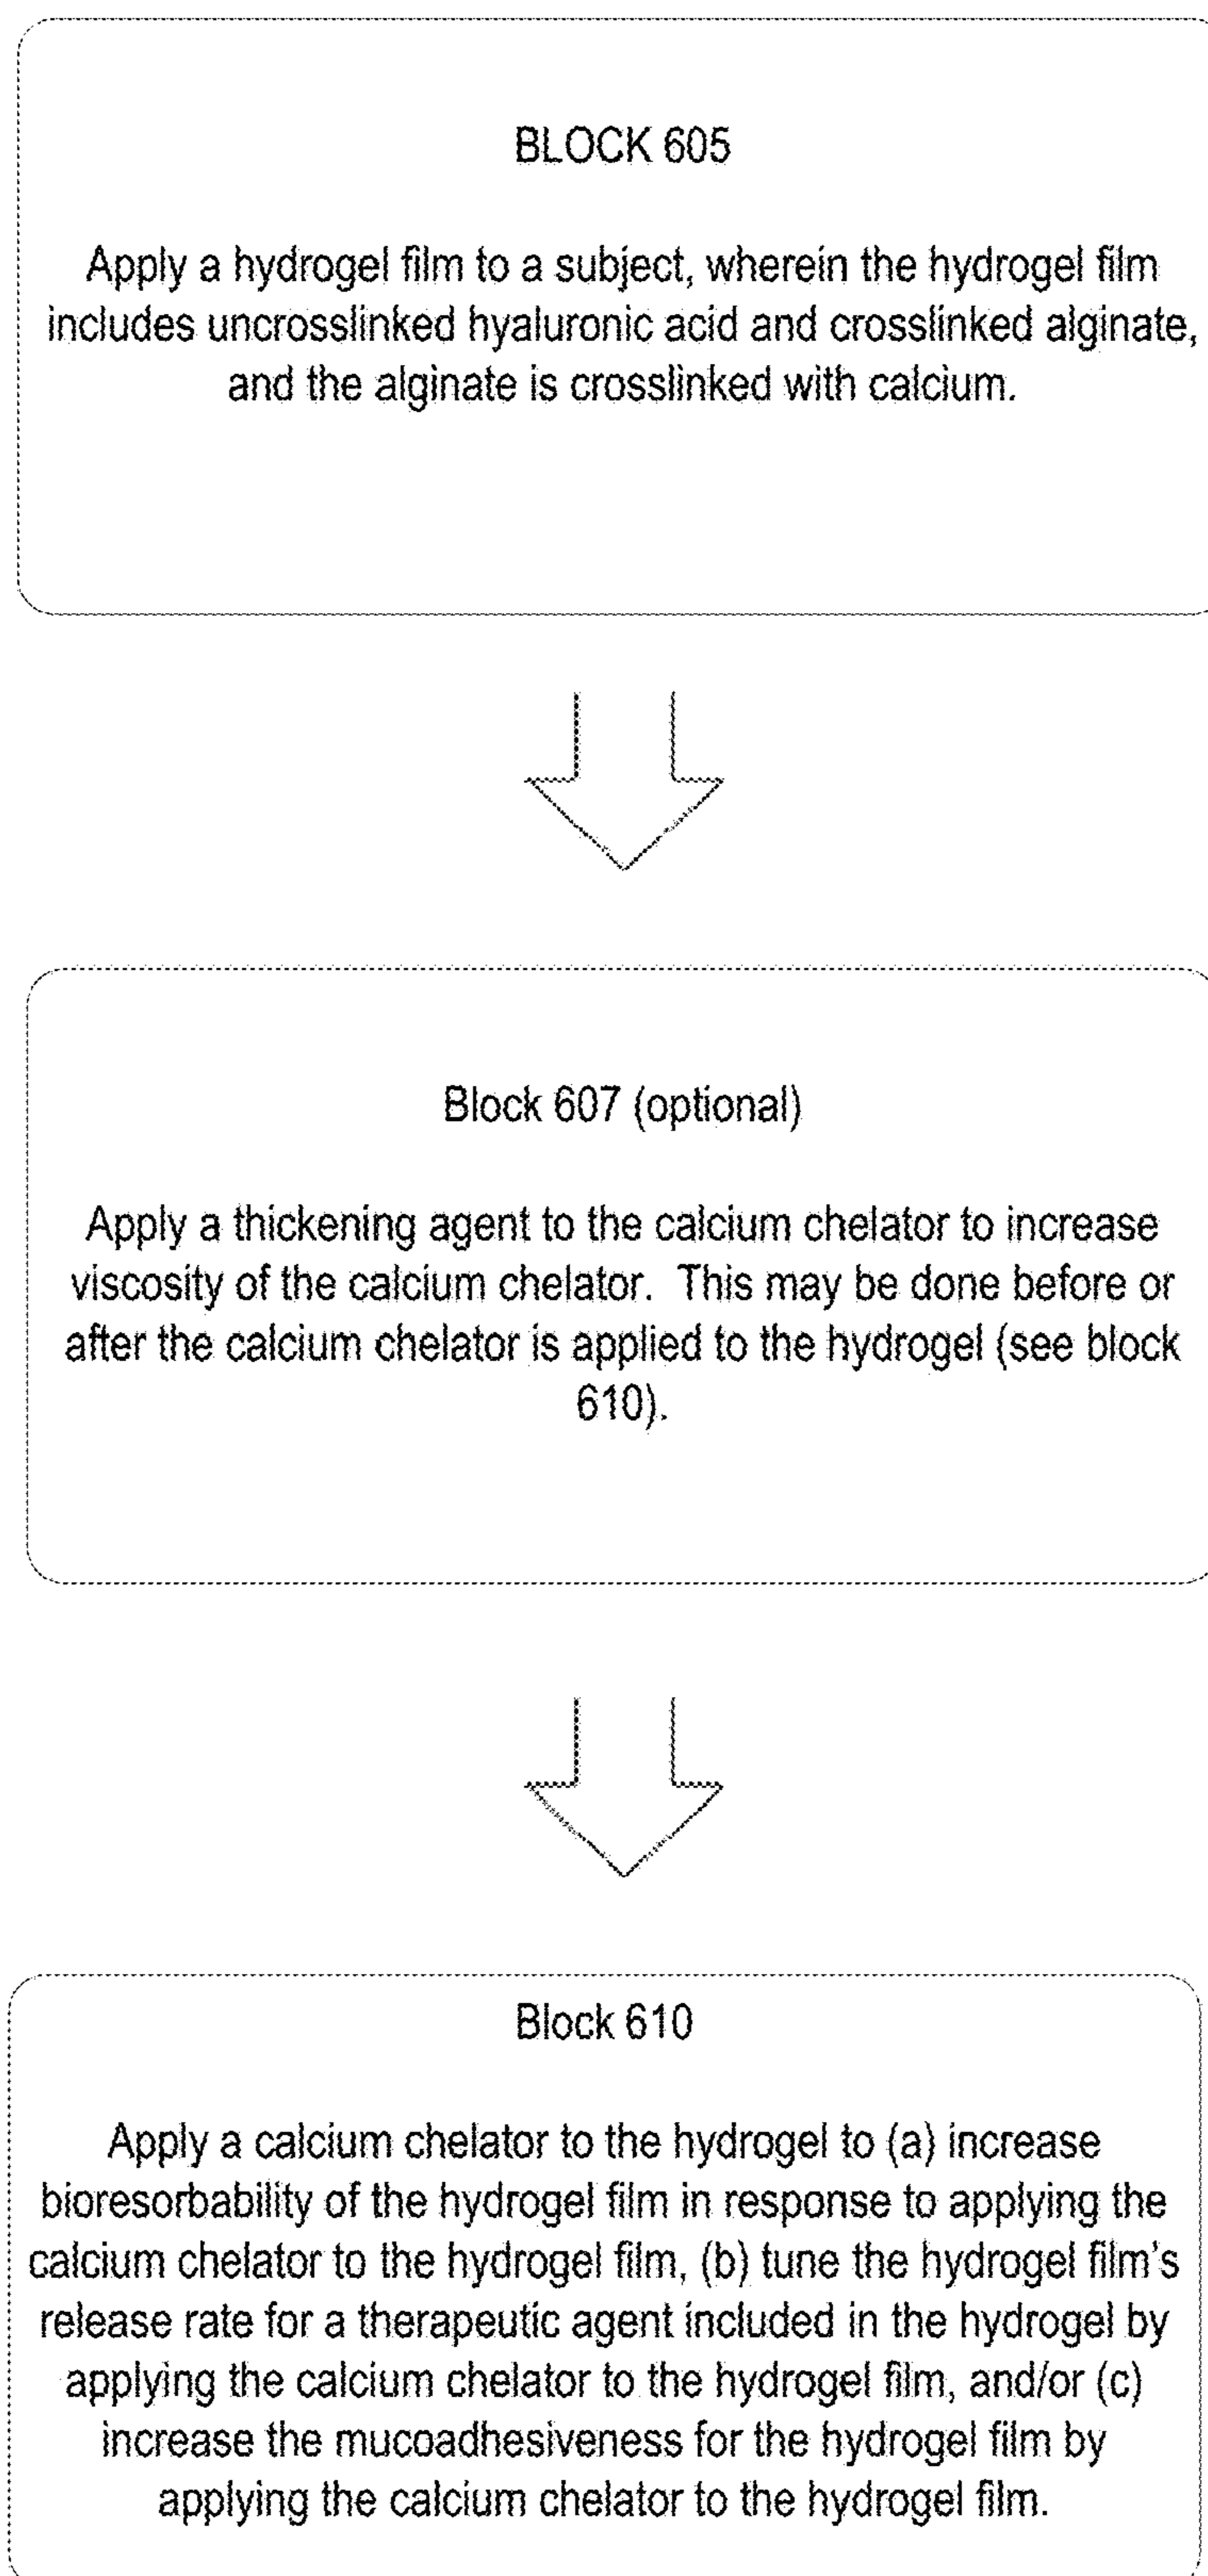 BLOCK 605
Apply a hydrogel film to a subject, wherein the hydrogel film
includes uncrosslinked hyaluronic acid and crosslinked alginate,
and the alginate is crosslinked with calcium.
Block 607 (optional)
Apply a thickening agent to the calcium chelator to increase
viscosity of the calcium chelator.  This may be done before or
after the calcium chelator is applied to the hydrogel (see block
610).
Block 610
Apply a calcium chelator to the hydrogel to (a) increase
bioresorbability of the hydrogel film in response to applying the
calcium chelator to the hydrogel film, (b) tune the hydrogel film's
release rate for a therapeutic agent included in the hydrogel by
applying the calcium chelator to the hydrogel film, and/or (c)
increase the mucoadhesiveness for the hydrogel film by
applying the calcium chelator to the hydrogel film.